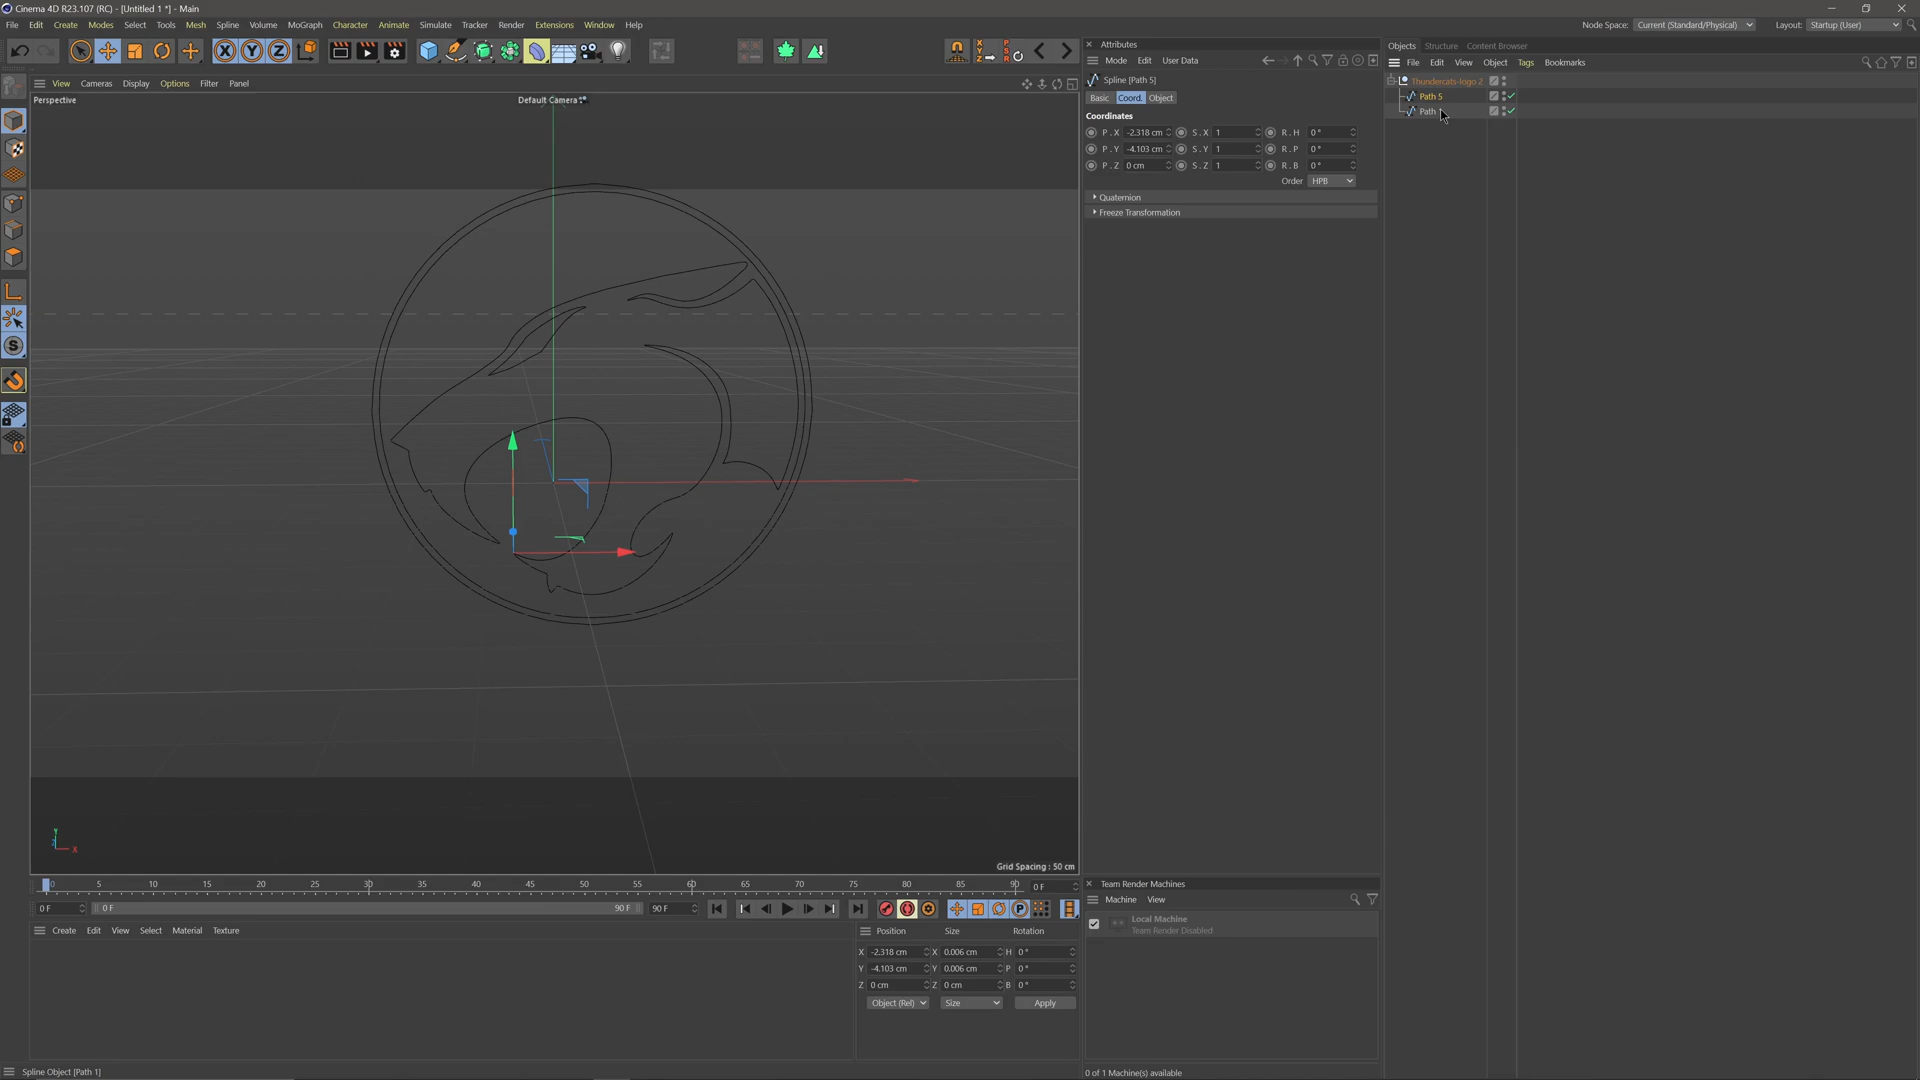 Cinema 4D R23.107 (RC) - [Untitled 1 *] - Main
File Edit Create Modes Select Tools Mesh Spline Volume MoGraph Character Animate Simulate Tracker Render Extensions Window Help Node Space: Current (Standard/Physical) Layout: Startup (User)
View Cameras Display Options Filter Panel
Perspective Default Camera
Grid Spacing : 50 cm
Y
Z
X
Attributes
Mode Edit User Data
Spline [Path 5]
Basic Coord. Object
Coordinates
P . X -2.318 cm S . X 1 R . H 0 °
P . Y -4.103 cm S . Y 1 R . P 0 °
P . Z 0 cm S . Z 1 R . B 0 °
Order HPB
Quaternion
Freeze Transformation
Objects Structure Content Browser
File Edit View Object Tags Bookmarks
Thundercats-logo 2
Path 5
Path
0 5 10 15 20 25 30 35 40 45 50 55 60 65 70 75 80 85 90 0 F
0 F 0 F 90 F 90 F
Create Edit View Select Material Texture
Position Size Rotation
X -2.318 cm X 0.006 cm H 0 °
Y -4.103 cm Y 0.006 cm P 0 °
Z 0 cm Z 0 cm B 0 °
Object (Rel) Size Apply
Team Render Machines
Machine View
Local Machine
Team Render Disabled
Spline Object [Path 1]
0 of 1 Machine(s) available